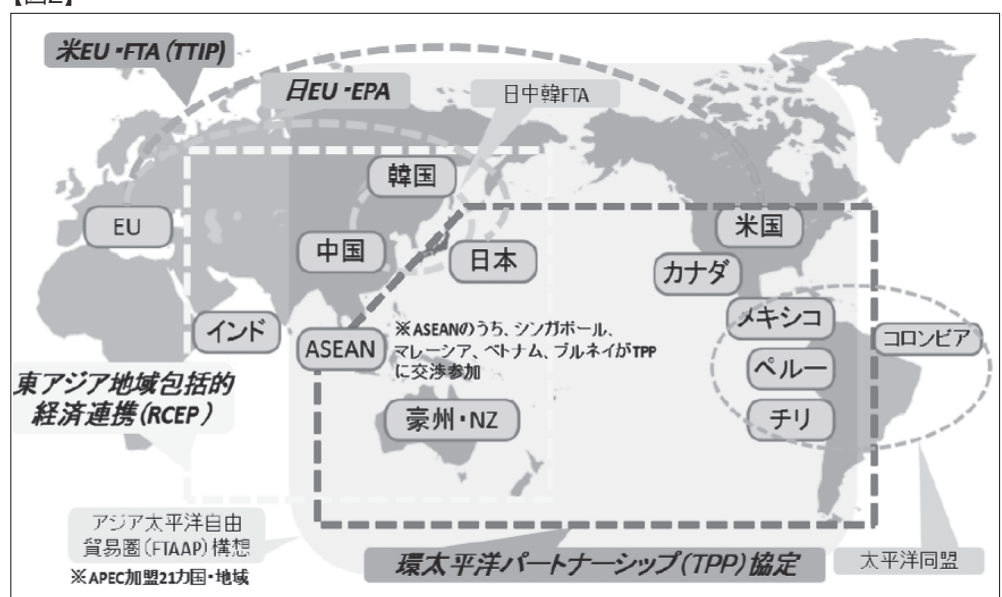 【図2】
米EU・FTA(TTIP)
日EU・EPA
日中韓FTA
韓国
EU
中国
日本
米国
カナダ
インド
ASEAN
※ASEANのうち、シンガポール、
マレーシア、ベトナム、ブルネイがTPP
に交渉参加
メキシコ
コロンビア
ペルー
東アジア地域包括的
経済連携(RCEP)
豪州・NZ
チリ
アジア太平洋自由
貿易圏(FTAAP)構想
※APEC加盟21カ国・地域
環太平洋パートナーシップ(TPP)協定
太平洋同盟